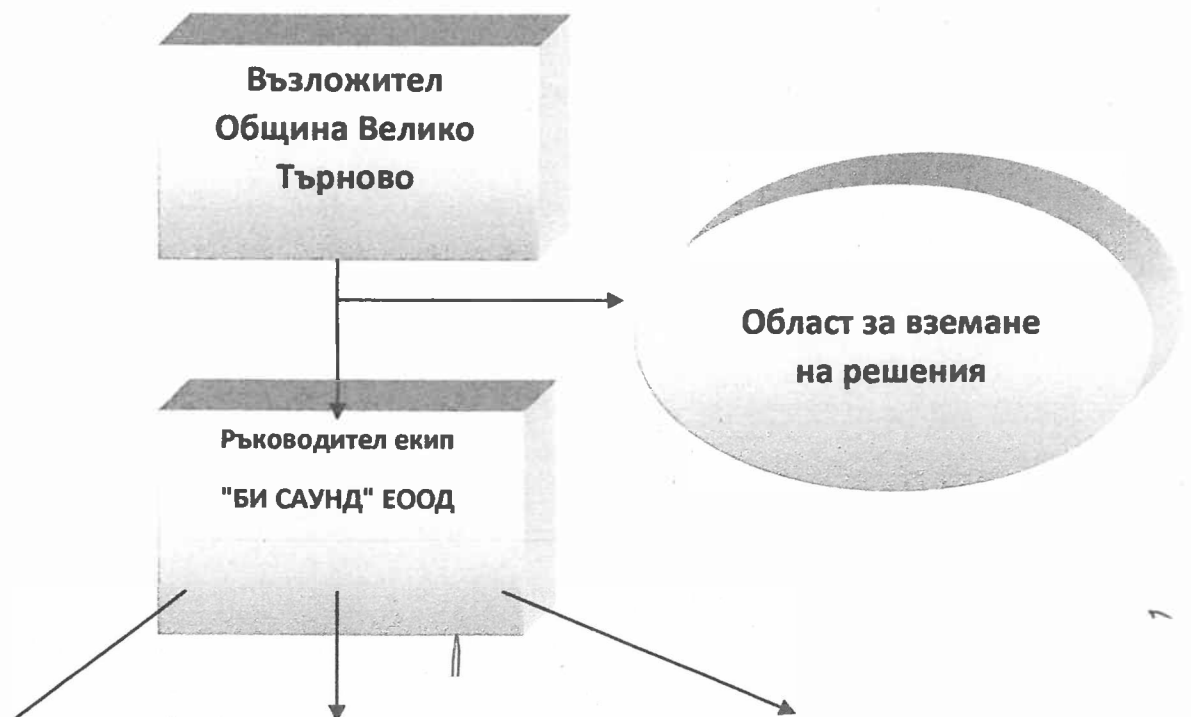 Възложител
Община Велико
Търново
Област за вземане
на решения
Ръководител екип
"БИ САУНД" ЕООД